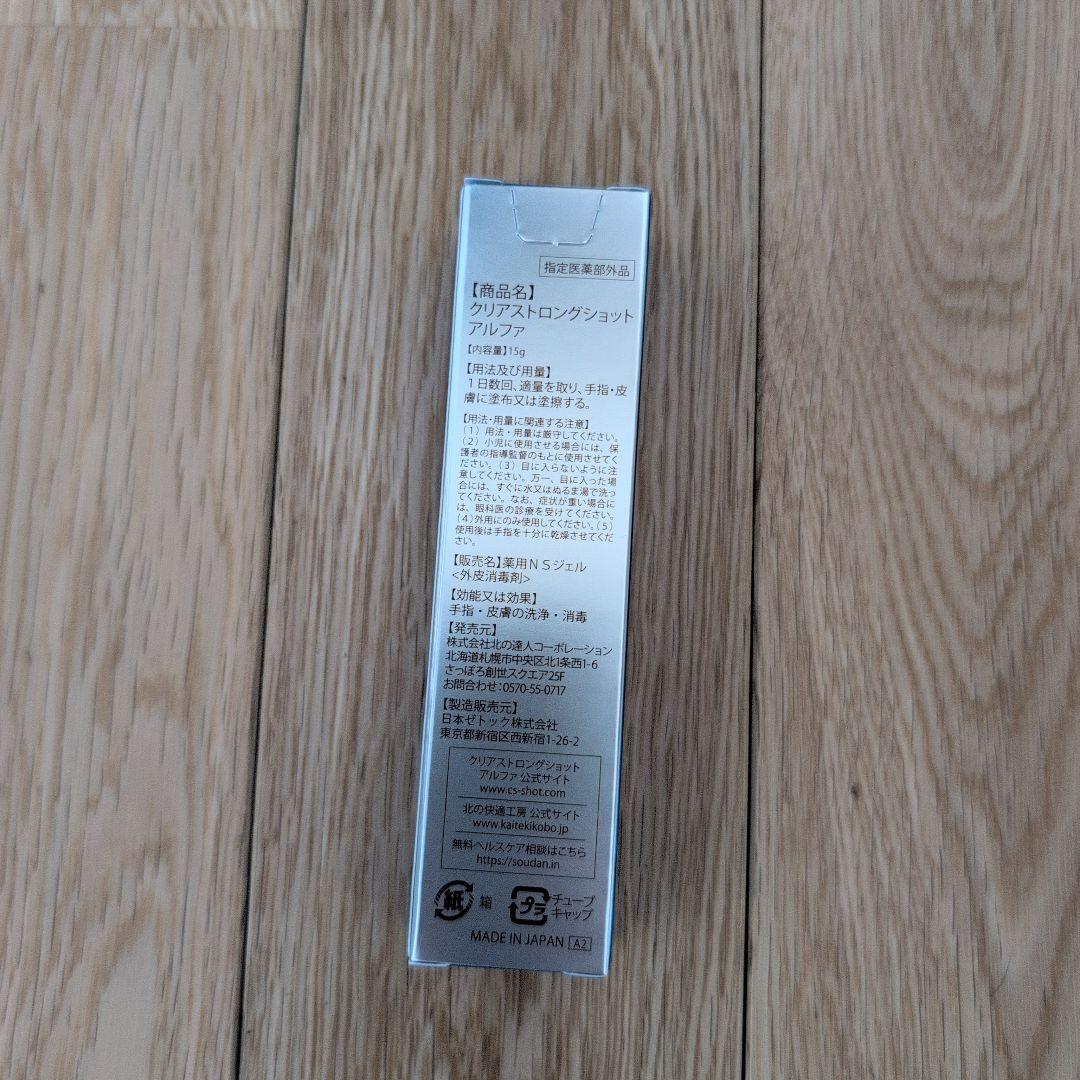 指定医薬部外品
【商品名】
クリアストロングショット
アルファ
【内容量】15g
【用法及び用量】
1日数回、適量を取り、手指・皮
膚に塗布又は塗擦する。
【用法・用量に関連する注意】
(1)用法・用量は厳守してください。
(2)小児に使用させる場合には、保
護者の指導監督のもとに使用させてく
ださい。(3)目に入らないように注
意してください。万一、目に入った場
合には、すぐに水又はぬるま湯で洗っ
てください。なお、症状が重い場合に
は、眼科医の診療を受けてください。
(4)外用にのみ使用してください。(5)
使用後は手指を十分に乾燥させてくだ
さい。
【販売名】薬用NSジェル
<外皮消毒剤>
【効能又は効果】
手指・皮膚の洗浄・消毒
【発売元】
株式会社北の達人コーポレーション
北海道札幌市中央区北1条西1-6
さっぽろ創世スクエア25F
お問合わせ:0570-55-0717
【製造販売元】
日本ゼトック株式会社
東京都新宿区西新宿1-26-2
クリアストロングショット
アルファ 公式サイト
www.cs-shot.com
北の快適工房 公式サイト
www.kaitekikobo.jp
無料ヘルスケア相談はこちら
https://soudan.in
紙 箱 プラ チューブ
キャップ
MADE IN JAPAN A2